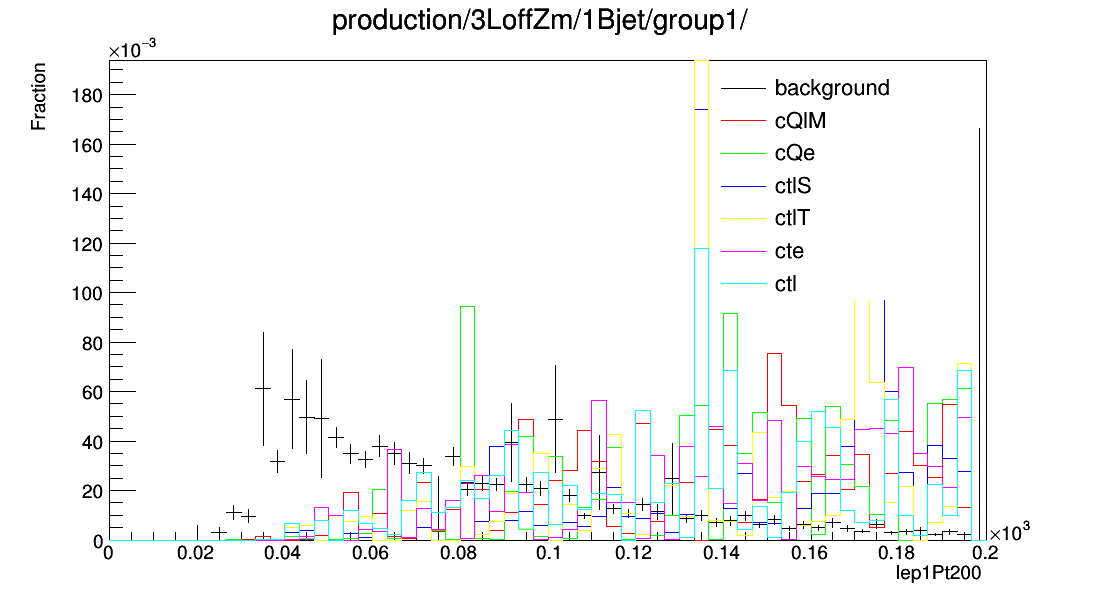 production/3LoffZm/1Bjet/group1/
×10⁻³
Fraction
180
160
140
120
100
80
60
40
20
0
background
cQlM
cQe
ctlS
ctlT
cte
ctl
0 0.02 0.04 0.06 0.08 0.1 0.12 0.14 0.16 0.18 0.2
×10³
lep1Pt200